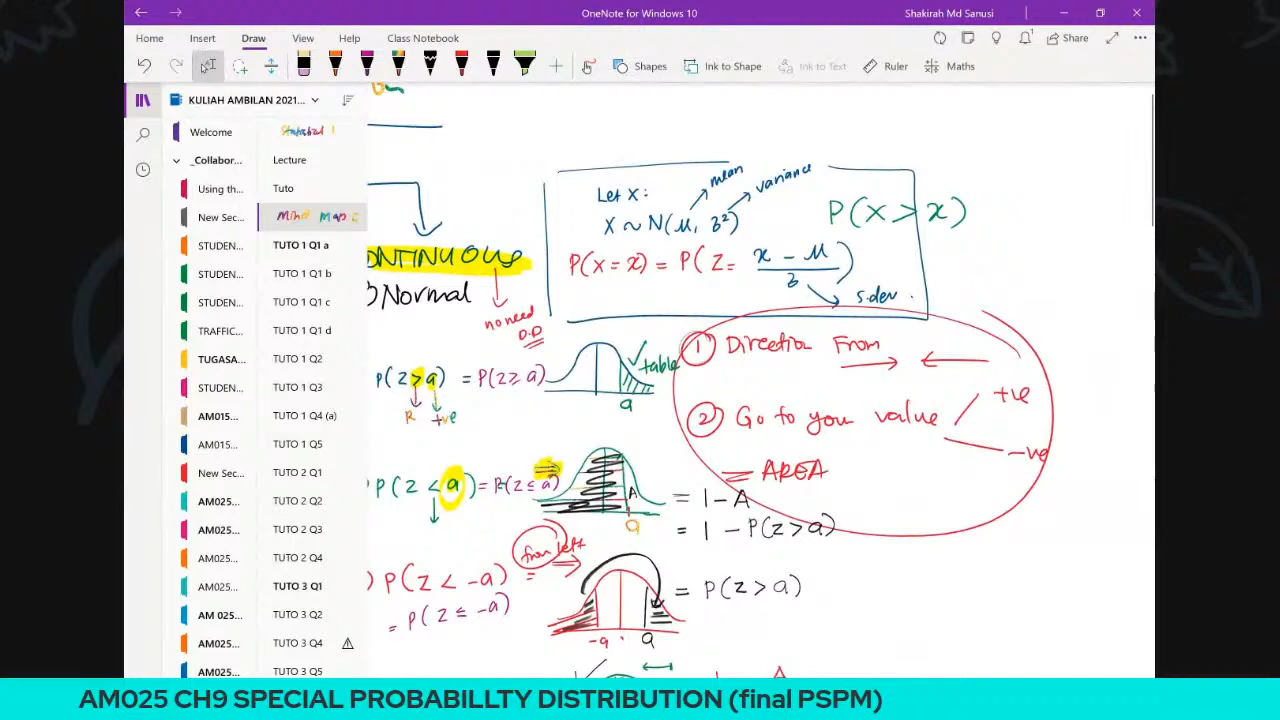 OneNote for Windows 10
Shakirah Md Sanusi
Home Insert Draw View Help Class Notebook
Share
Shapes Ink to Shape Ink to Text Ruler Maths
KULIAH AMBILAN 2021...
Welcome
_Collabor...
Using th...
New Sec...
STUDEN...
STUDEN...
STUDEN...
TRAFFIC...
TUGASA...
STUDEN...
AM015...
AM015...
New Sec...
AM025...
AM025...
AM025...
AM025...
AM 025...
AM025...
AM025...
Lecture
Tuto
Mind Map
TUTO 1 Q1 a
TUTO 1 Q1 b
TUTO 1 Q1 c
TUTO 1 Q1 d
TUTO 1 Q2
TUTO 1 Q3
TUTO 1 Q4 (a)
TUTO 1 Q5
TUTO 2 Q1
TUTO 2 Q2
TUTO 2 Q3
TUTO 2 Q4
TUTO 3 Q1
TUTO 3 Q2
TUTO 3 Q4
TUTO 3 Q5
ONTINUOUS
)Normal
no need
D.D
Let X:
mean
variance
X ~ N(μ, σ²)
P(X > x)
P(X = x) = P(Z = x - μ
σ )
s.dev.
① Direction From
② Go to you value
+ve
-ve
= AREA
P(Z > a) = P(Z ≥ a)
R +ve
table
a
P(Z < a) = P(Z ≤ a)
A
a
= 1 - A
= 1 - P(Z > a)
from left
) P(Z < -a) =
= P(Z ≤ -a)
-a a
= P(Z > a)
AM025 CH9 SPECIAL PROBABILLTY DISTRIBUTION (final PSPM)